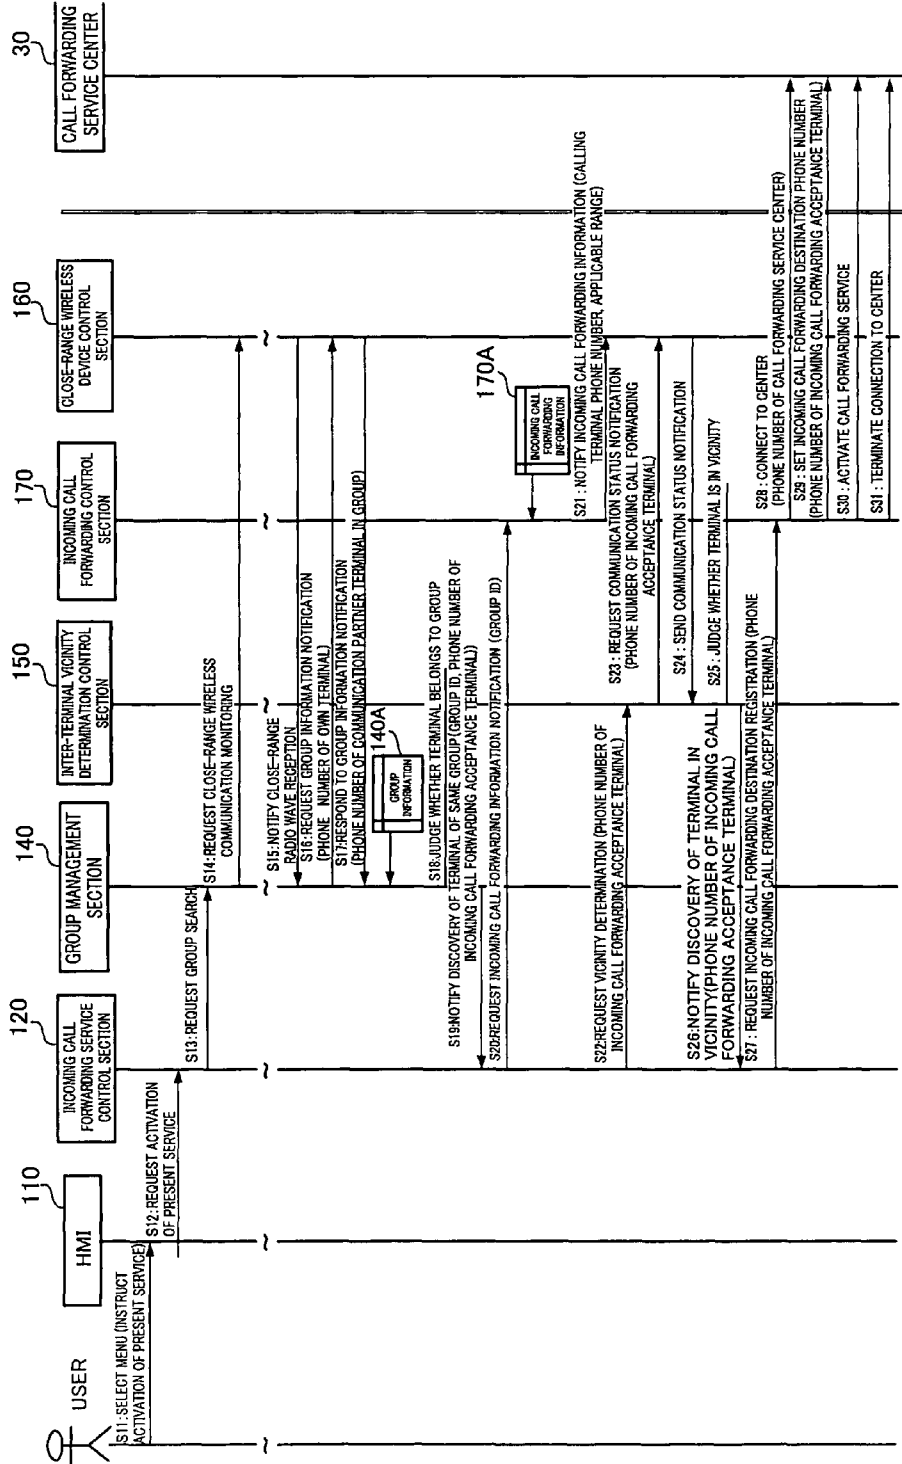 USER
HMI
110
INCOMING CALL
FORWARDING SERVICE
CONTROL SECTION
120
GROUP MANAGEMENT
SECTION
140
INTER-TERMINAL VICINITY
DETERMINATION CONTROL
SECTION
150
INCOMING CALL
FORWARDING CONTROL
SECTION
170
CLOSE-RANGE WIRELESS
DEVICE CONTROL
SECTION
160
CALL FORWARDING
SERVICE CENTER
30
S11:SELECT MENU (INSTRUCT
ACTIVATION OF PRESENT SERVICE)
S12:REQUEST ACTIVATION
OF PRESENT SERVICE
S13:REQUEST GROUP SEARCH
S14:REQUEST CLOSE-RANGE WIRELESS
COMMUNICATION MONITORING
S15:NOTIFY CLOSE-RANGE
RADIO WAVE RECEPTION
S16:REQUEST GROUP INFORMATION NOTIFICATION
(PHONE NUMBER OF OWN TERMINAL)
S17:RESPOND TO GROUP INFORMATION NOTIFICATION
(PHONE NUMBER OF COMMUNICATION PARTNER TERMINAL IN GROUP)
140A
GROUP
INFORMATION
S18:JUDGE WHETHER TERMINAL BELONGS TO GROUP
S19:NOTIFY DISCOVERY OF TERMINAL OF SAME GROUP (GROUP ID, PHONE NUMBER OF
INCOMING CALL FORWARDING ACCEPTANCE TERMINAL))
S20:REQUEST INCOMING CALL FORWARDING INFORMATION NOTIFICATION (GROUP ID)
170A
INCOMING CALL
FORWARDING
INFORMATION
S21 : NOTIFY INCOMING CALL FORWARDING INFORMATION (CALLING
TERMINAL PHONE NUMBER, APPLICABLE RANGE)
S22:REQUEST VICINITY DETERMINATION (PHONE NUMBER OF
INCOMING CALL FORWARDING ACCEPTANCE TERMINAL)
S23 : REQUEST COMMUNICATION STATUS NOTIFICATION
(PHONE NUMBER OF INCOMING CALL FORWARDING
ACCEPTANCE TERMINAL)
S24 : SEND COMMUNICATION STATUS NOTIFICATION
S25 : JUDGE WHETHER TERMINAL IS IN VICINITY
S26:NOTIFY DISCOVERY OF TERMINAL IN
VICINITY(PHONE NUMBER OF INCOMING CALL
FORWARDING ACCEPTANCE TERMINAL)
S27 : REQUEST INCOMING CALL FORWARDING DESTINATION REGISTRATION (PHONE
NUMBER OF INCOMING CALL FORWARDING ACCEPTANCE TERMINAL)
S28 : CONNECT TO CENTER
(PHONE NUMBER OF CALL FORWARDING SERVICE CENTER)
S29 : SET INCOMING CALL FORWARDING DESTINATION PHONE NUMBER
(PHONE NUMBER OF INCOMING CALL FORWARDING ACCEPTANCE TERMINAL)
S30 : ACTIVATE CALL FORWARDING SERVICE
S31 : TERMINATE CONNECTION TO CENTER